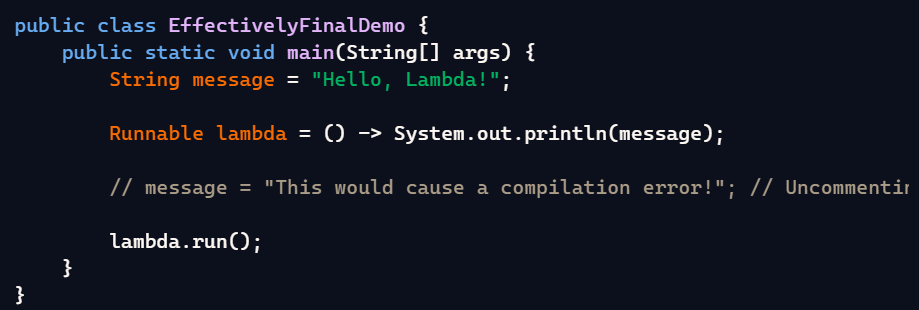 public class EffectivelyFinalDemo {
    public static void main(String[] args) {
        String message = "Hello, Lambda!";
        Runnable lambda = () -> System.out.println(message);
        // message = "This would cause a compilation error!"; // Uncommentin
        lambda.run();
    }
}